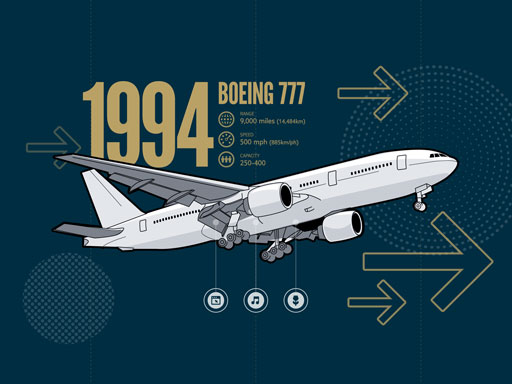 1994
BOEING 777
RANGE
9,000 miles (14,484km)
SPEED
500 mph (885km/ph)
CAPACITY
250-400